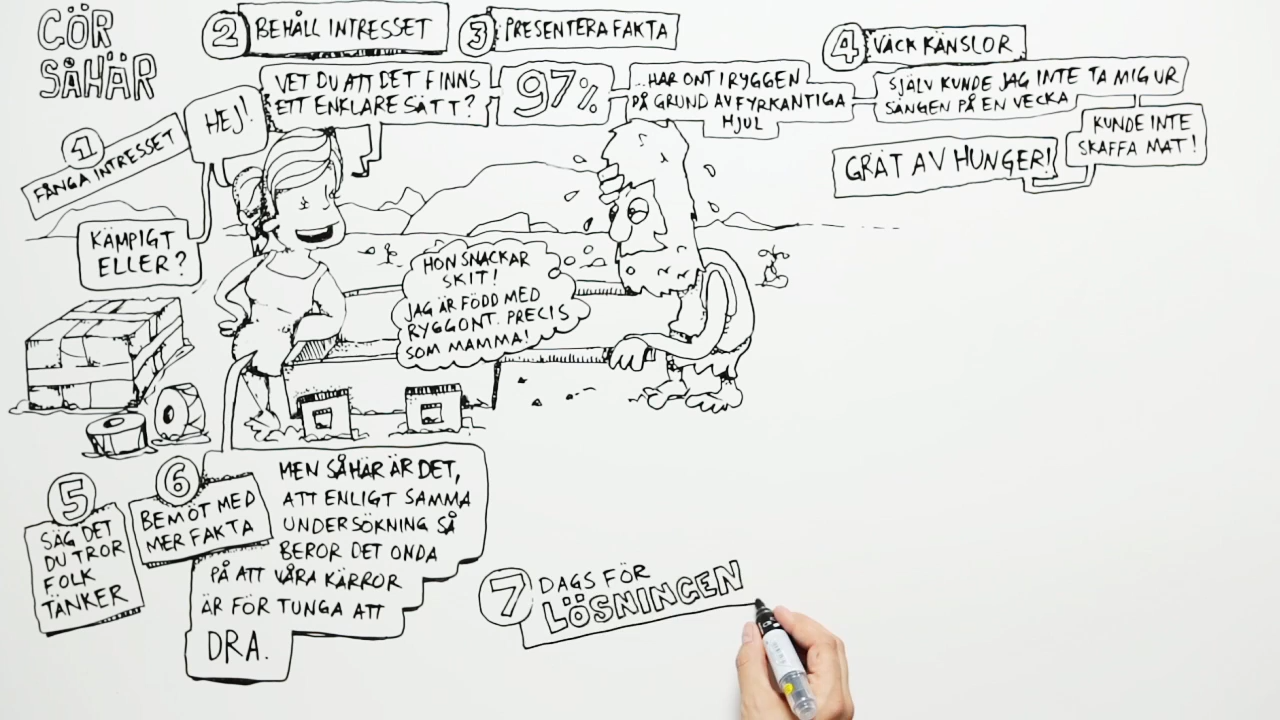 GÖR
SÅHÄR
1
FÅNGA INTRESSET
HEJ!
KÄMPIGT
ELLER?
2
BEHÅLL INTRESSET
VET DU ATT DET FINNS
ETT ENKLARE SÄTT?
3
PRESENTERA FAKTA
97%
...HAR ONT I RYGGEN
PÅ GRUND AV FYRKANTIGA
HJUL
4
VÄCK KÄNSLOR
SJÄLV KUNDE JAG INTE TA MIG UR
SÄNGEN PÅ EN VECKA
KUNDE INTE
SKAFFA MAT!
GRÄT AV HUNGER!
HON SNACKAR
SKIT!
JAG ÄR FÖDD MED
RYGGONT. PRECIS
SOM MAMMA!
5
SÄG DET
DU TROR
FOLK
TÄNKER
6
BEMÖT MED
MER FAKTA
MEN SÅHÄR ÄR DET,
ATT ENLIGT SAMMA
UNDERSÖKNING SÅ
BEROR DET ONDA
PÅ ATT VÅRA KÄRROR
ÄR FÖR TUNGA ATT
DRA.
7
DAGS FÖR
LÖSNINGEN